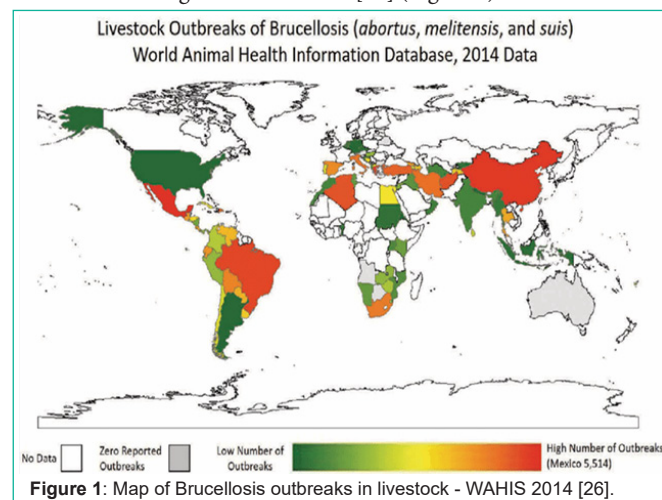 Livestock Outbreaks of Brucellosis (abortus, melitensis, and suis)
World Animal Health Information Database, 2014 Data
No Data
Zero Reported
Outbreaks
Low Number of
Outbreaks
High Number of Outbreaks
(Mexico 5,514)
Figure 1: Map of Brucellosis outbreaks in livestock - WAHIS 2014 [26].